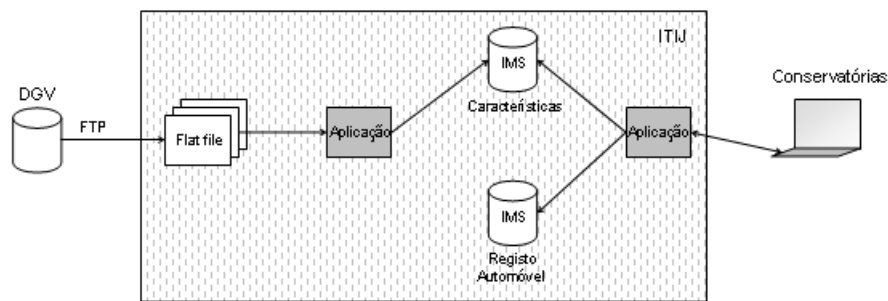 ITIJ
DGV
FTP
Flat file
Aplicação
IMS
Características
Aplicação
Conservatórias
IMS
Registo
Automóvel